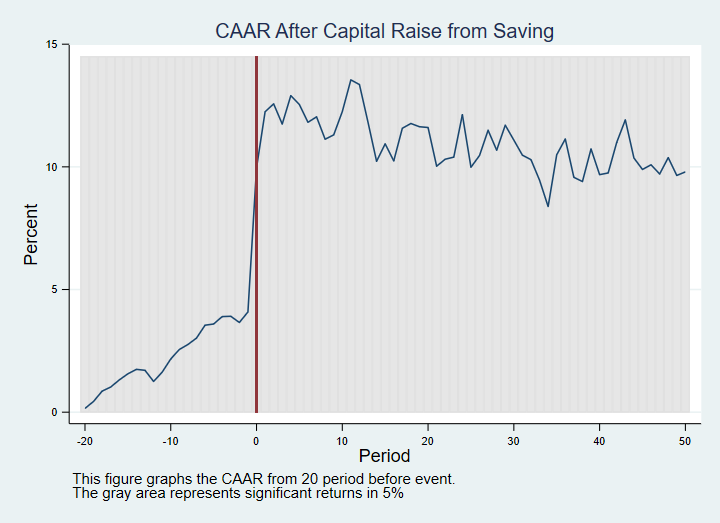 CAAR After Capital Raise from Saving
15
10
5
0
Percent
-20 -10 0 10 20 30 40 50
Period
This figure graphs the CAAR from 20 period before event.
The gray area represents significant returns in 5%